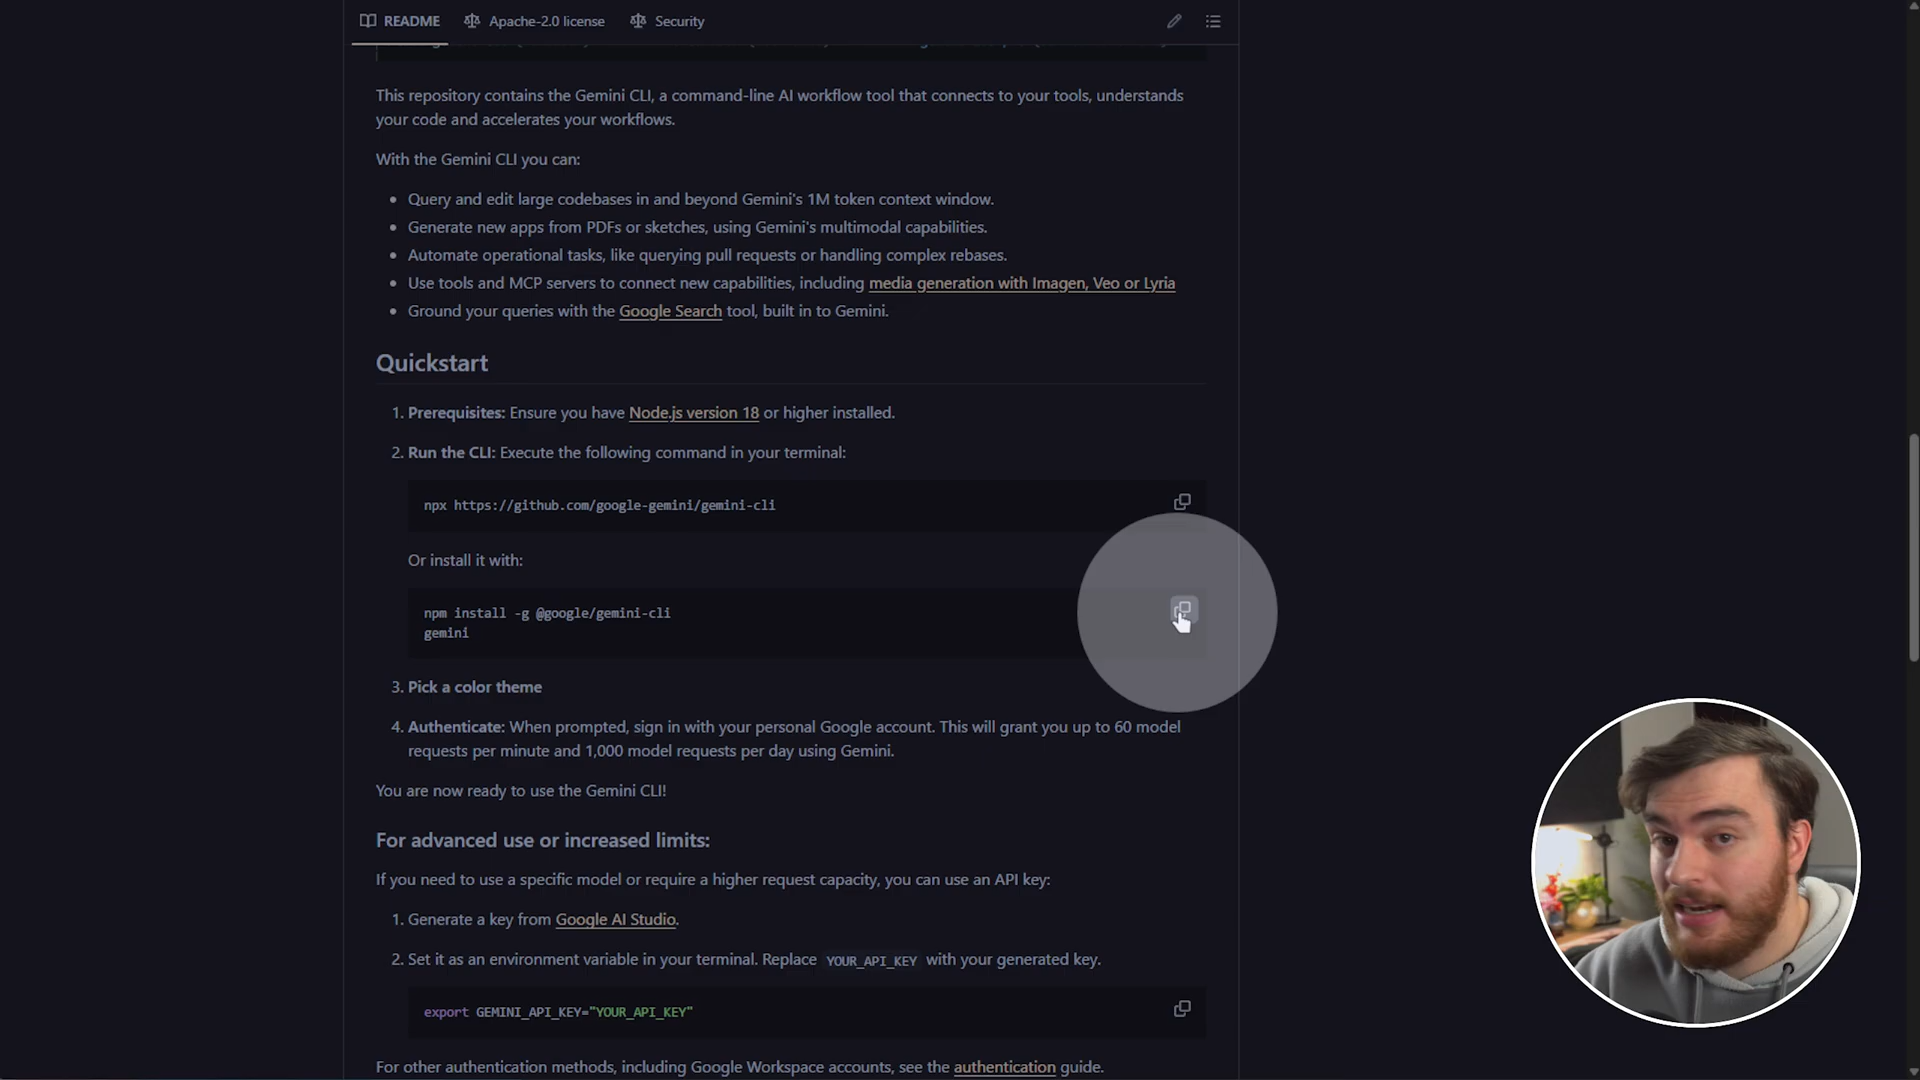 README
Apache-2.0 license
Security
This repository contains the Gemini CLI, a command-line AI workflow tool that connects to your tools, understands
your code and accelerates your workflows.
With the Gemini CLI you can:
Query and edit large codebases in and beyond Gemini's 1M token context window.
Generate new apps from PDFs or sketches, using Gemini's multimodal capabilities.
Automate operational tasks, like querying pull requests or handling complex rebases.
Use tools and MCP servers to connect new capabilities, including media generation with Imagen, Veo or Lyria
Ground your queries with the Google Search tool, built in to Gemini.
Quickstart
1. Prerequisites: Ensure you have Node.js version 18 or higher installed.
2. Run the CLI: Execute the following command in your terminal:
npx https://github.com/google-gemini/gemini-cli
Or install it with:
npm install -g @google/gemini-cli
gemini
3. Pick a color theme
4. Authenticate: When prompted, sign in with your personal Google account. This will grant you up to 60 model
requests per minute and 1,000 model requests per day using Gemini.
You are now ready to use the Gemini CLI!
For advanced use or increased limits:
If you need to use a specific model or require a higher request capacity, you can use an API key:
1. Generate a key from Google AI Studio.
2. Set it as an environment variable in your terminal. Replace YOUR_API_KEY with your generated key.
export GEMINI_API_KEY="YOUR_API_KEY"
For other authentication methods, including Google Workspace accounts, see the authentication guide.